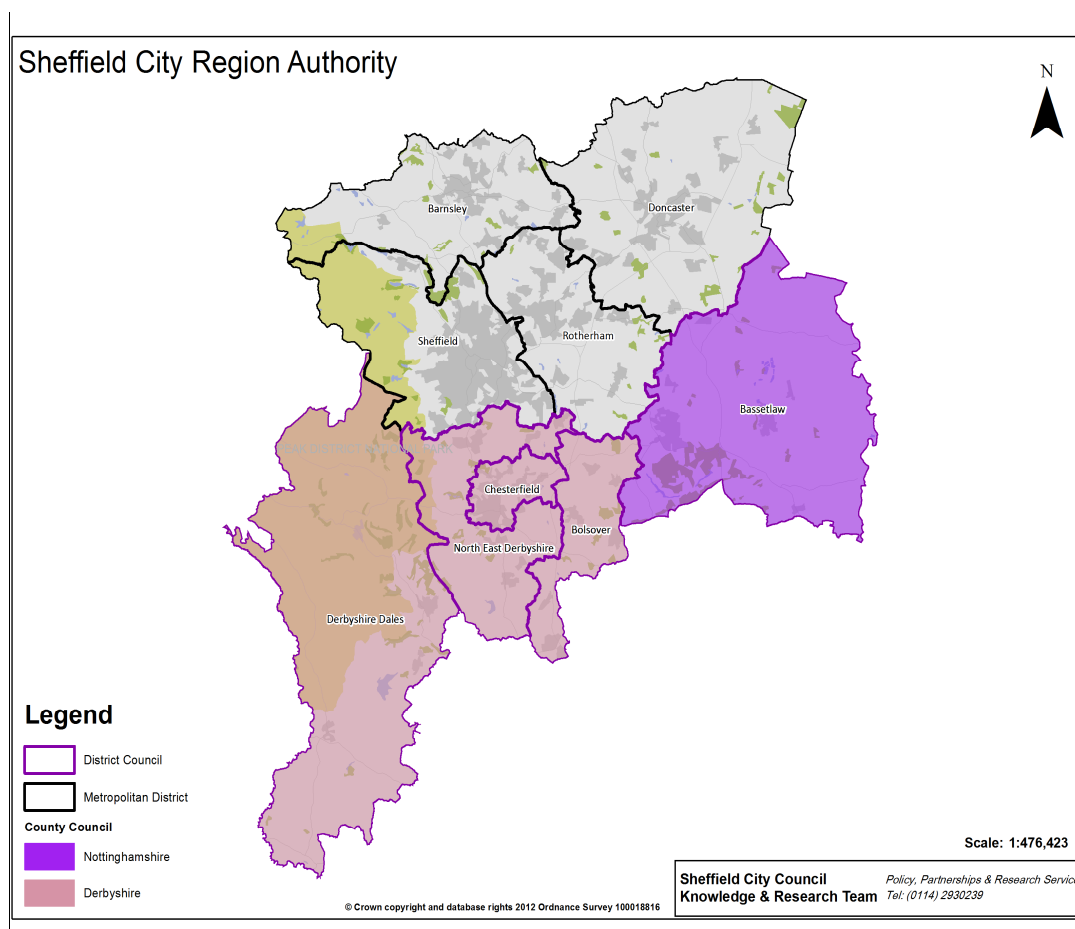 Sheffield City Region Authority
N
Barnsley
Doncaster
Sheffield
Rotherham
Bassetlaw
Chesterfield
Bolsover
North East Derbyshire
Derbyshire Dales
Legend
District Council
Metropolitan District
County Council
Nottinghamshire
Derbyshire
Scale: 1:476,423
Sheffield City Council
Knowledge & Research Team
Policy, Partnerships & Research Service
Tel: (0114) 2930239
© Crown copyright and database rights 2012 Ordnance Survey 100018816